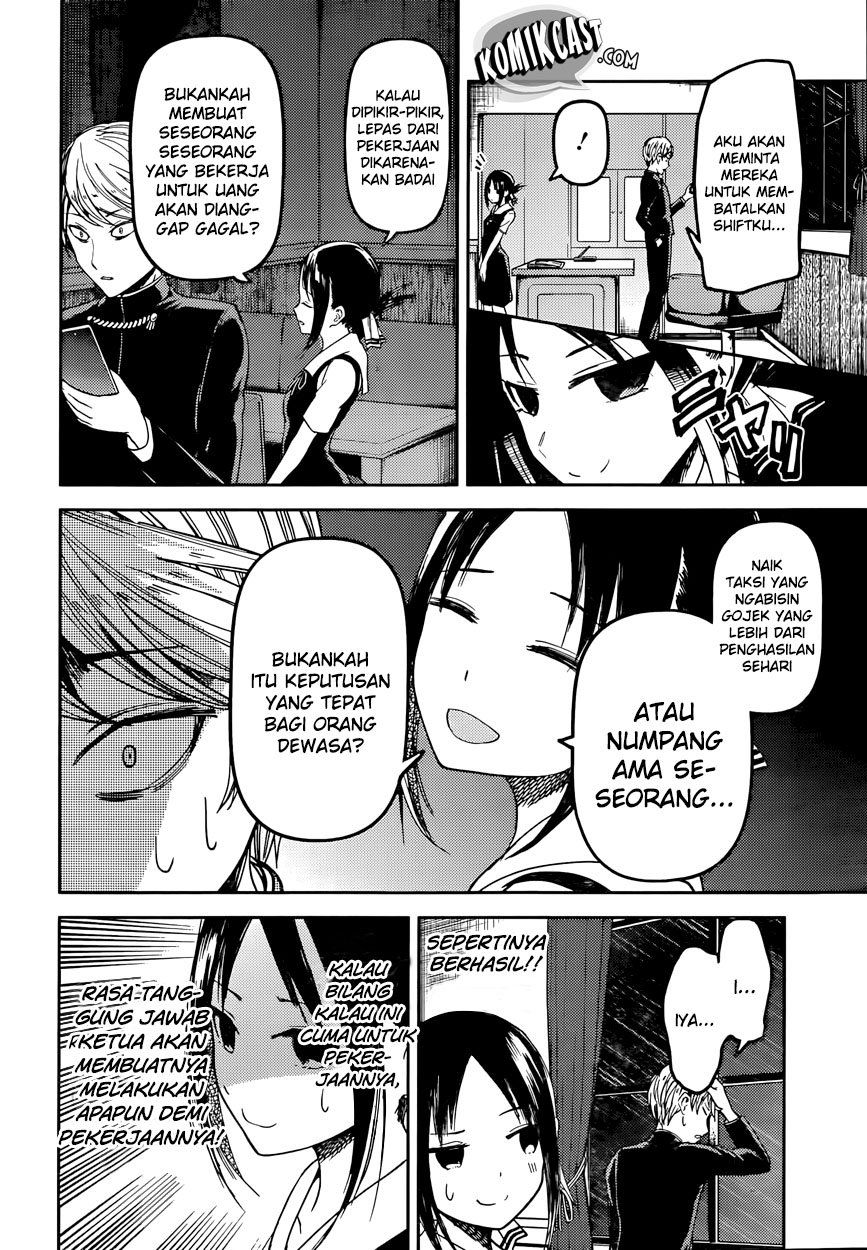 KOMIKCAST
.COM
AKU AKAN
MEMINTA
MEREKA
UNTUK MEM-
BATALKAN
SHIFTKU...
!
ニヤッ
KALAU
DIPIKIR-PIKIR,
LEPAS DARI
PEKERJAAN
DIKARENA-
KAN BADAI
BUKANKAH
MEMBUAT
SESEORANG
SESEORANG
YANG BEKERJA
UNTUK UANG
AKAN DIANG-
GAP GAGAL?
NAIK
TAKSI YANG
NGABISIN
GOJEK YANG
LEBIH DARI
PENGHASILAN
SEHARI
ATAU
NUMPANG
AMA SE-
SEORANG...
BUKANKAH
ITU KEPUTUSAN
YANG TEPAT
BAGI ORANG
DEWASA?
I...
IYA...
SEPERTINYA
BERHASIL!!
KALAU
BILANG
KALAU INI
CUMA UNTUK
PEKER-
JAANNYA,
RASA TANG-
GUNG JAWAB
KETUA AKAN
MEMBUATNYA
MELAKUKAN
APAPUN DEMI
PEKERJAANNYA!